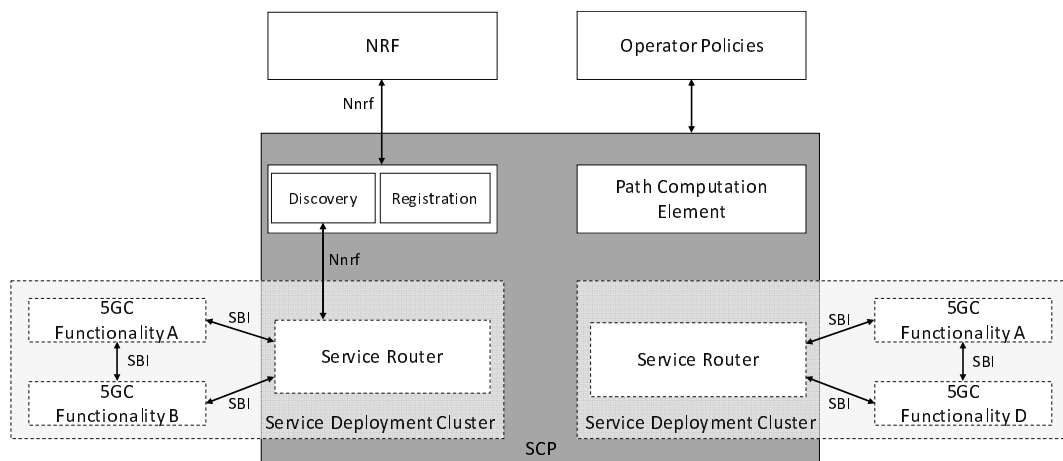 NRF
Operator Policies
Nnrf
Discovery
Registration
Path Computation
Element
Nnrf
5GC
Functionality A
SBI
SBI
5GC
Functionality B
SBI
Service Router
Service Deployment Cluster
Service Router
SBI
5GC
Functionality A
SBI
SBI
5GC
Functionality D
Service Deployment Cluster
SCP